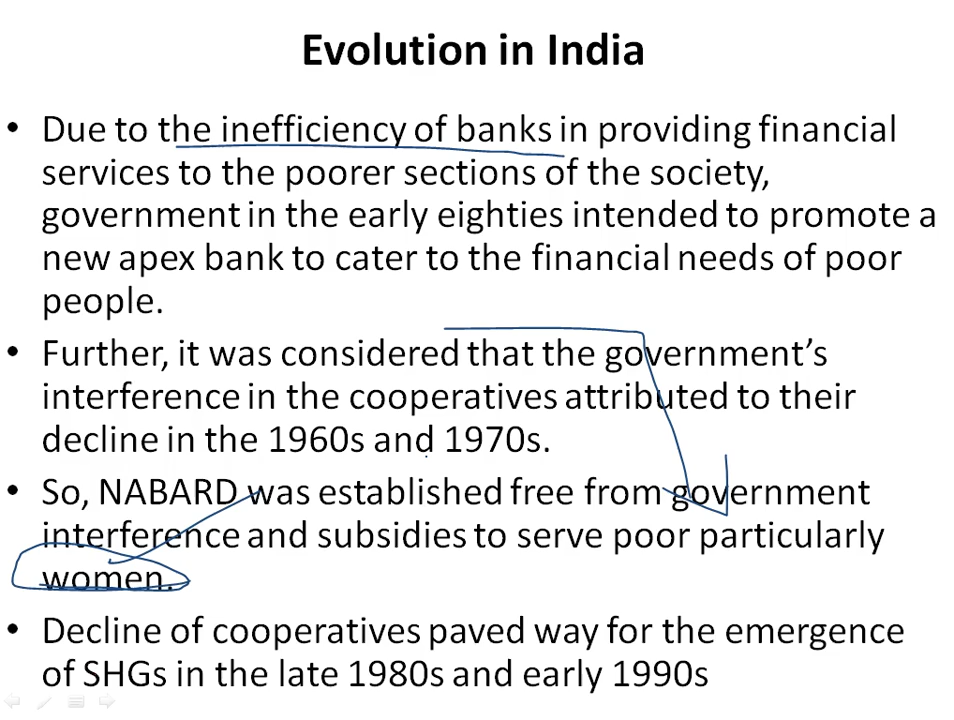 Evolution in India
• Due to the inefficiency of banks in providing financial
services to the poorer sections of the society,
government in the early eighties intended to promote a
new apex bank to cater to the financial needs of poor
people.
• Further, it was considered that the government’s
interference in the cooperatives attributed to their
decline in the 1960s and 1970s.
• So, NABARD was established free from government
interference and subsidies to serve poor particularly
women.
• Decline of cooperatives paved way for the emergence
of SHGs in the late 1980s and early 1990s